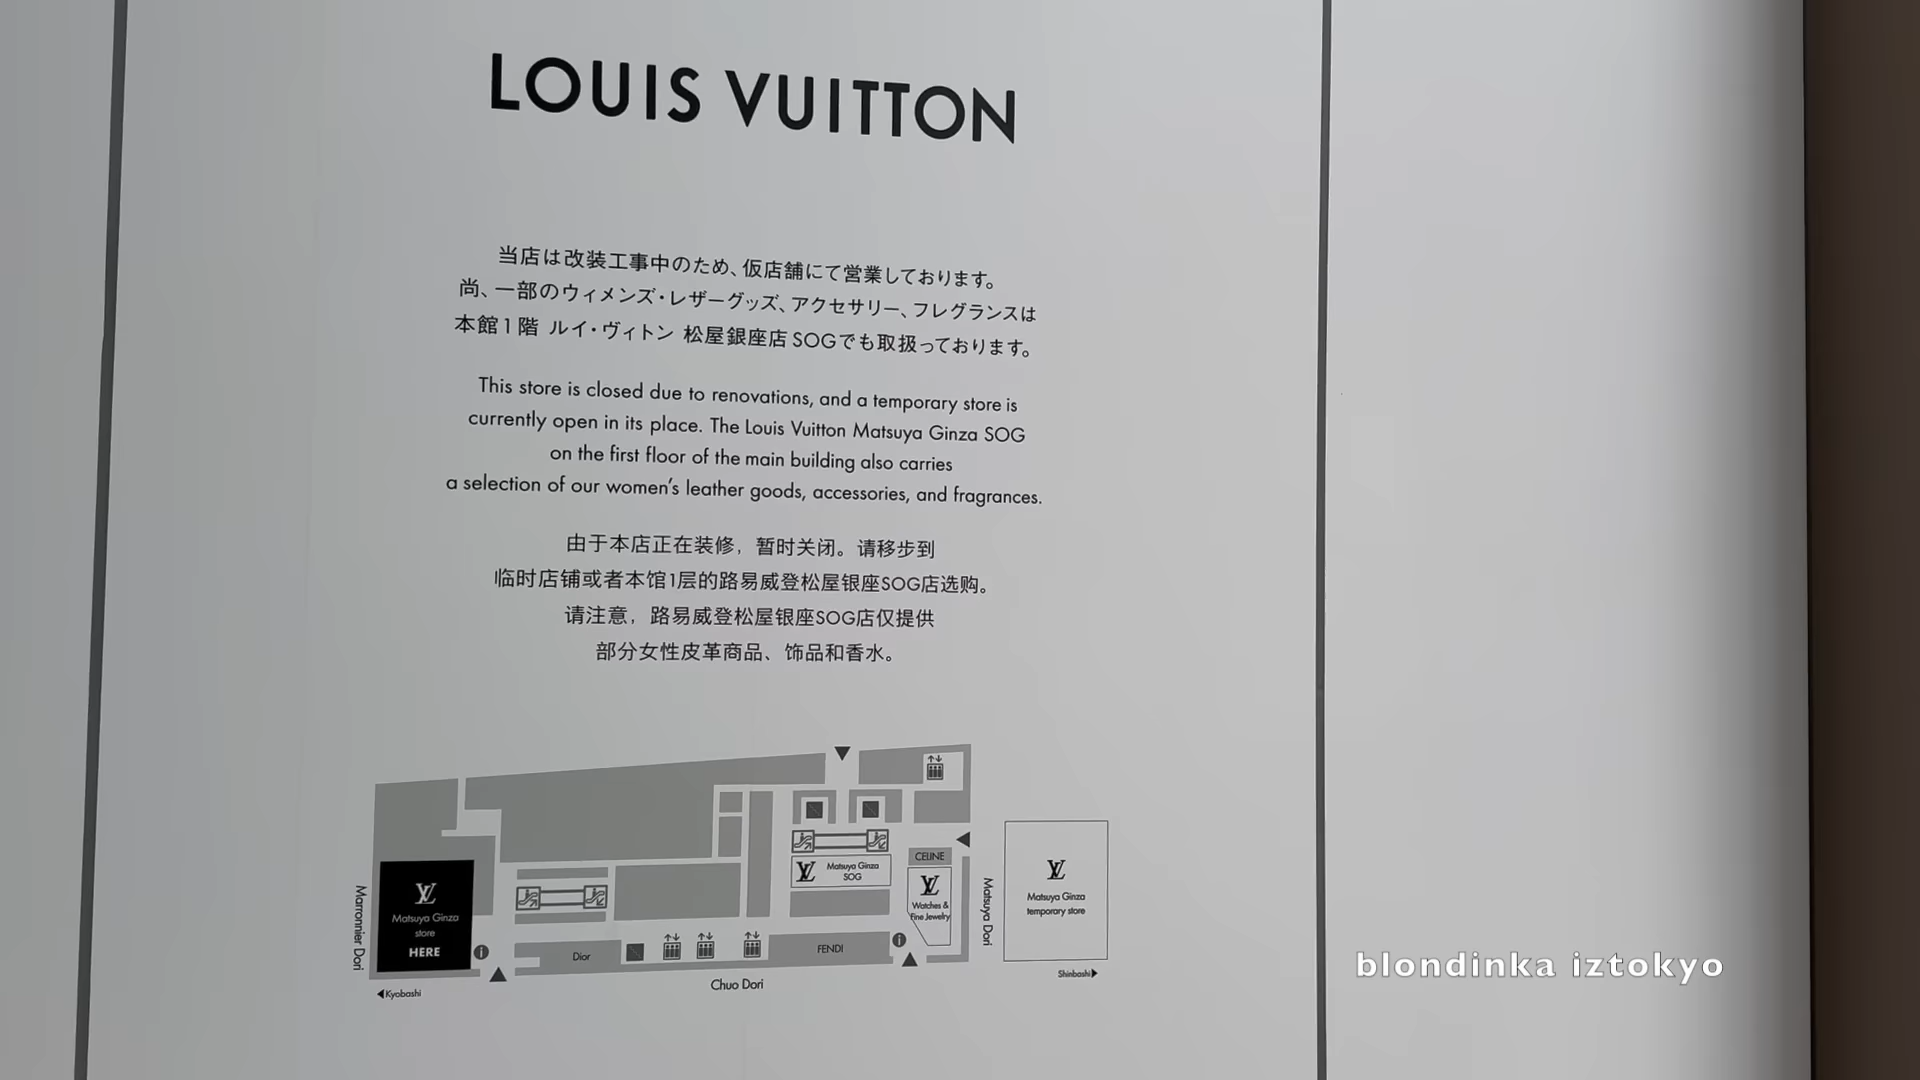 LOUIS VUITTON
当店は改装工事中のため、仮店舗にて営業しております。
尚、一部のウィメンズ・レザーグッズ、アクセサリー、フレグランスは
本館1階 ルイ・ヴィトン 松屋銀座店 SOGでも取扱っております。
This store is closed due to renovations, and a temporary store is
currently open in its place. The Louis Vuitton Matsuya Ginza SOG
on the first floor of the main building also carries
a selection of our women's leather goods, accessories, and fragrances.
由于本店正在装修，暂时关闭。请移步到
临时店铺或者本馆1层的路易威登松屋银座SOG店选购。
请注意，路易威登松屋银座SOG店仅提供
部分女性皮革商品、饰品和香水。
Marronnier Dori
LV
Matsuya Ginza
store
HERE
Kyobashi
Dior
Chuo Dori
FENDI
LV
Matsuya Ginza
SOG
CELINE
LV
Watches &
Fine Jewelry
Matsuya Dori
LV
Matsuya Ginza
temporary store
Shinbashi
blondinka iztokyo